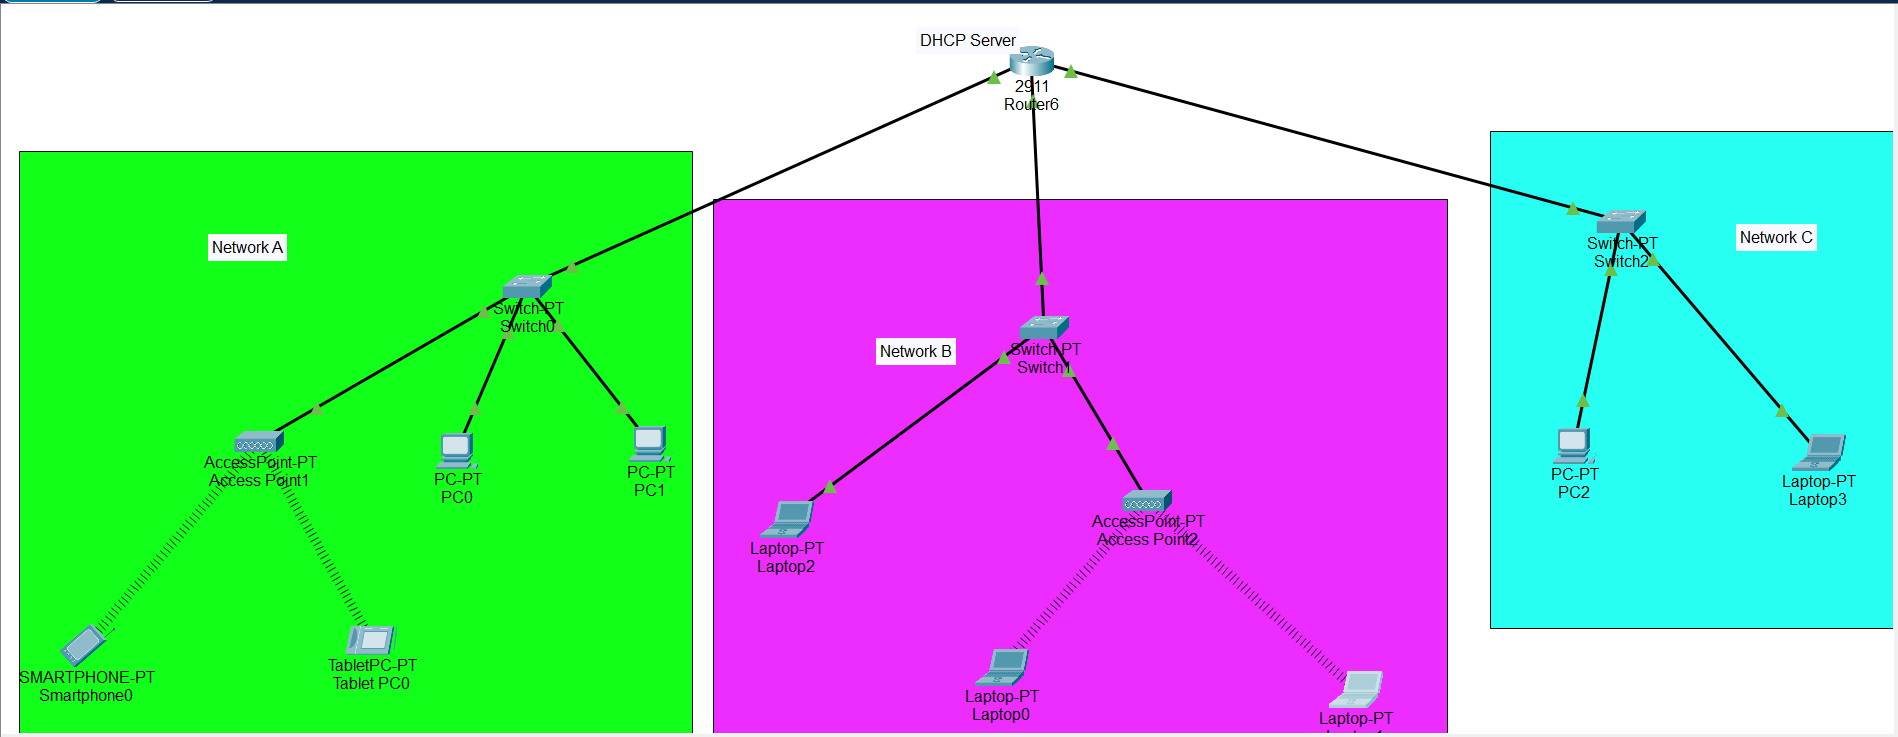 DHCP Server
2911
Router6
Network A
Switch-PT
Switch0
AccessPoint-PT
Access Point1
PC-PT
PC0
PC-PT
PC1
SMARTPHONE-PT
Smartphone0
TabletPC-PT
Tablet PC0
Network B
Switch-PT
Switch1
Laptop-PT
Laptop2
AccessPoint-PT
Access Point2
Laptop-PT
Laptop0
Laptop-PT
Network C
Switch-PT
Switch2
PC-PT
PC2
Laptop-PT
Laptop3